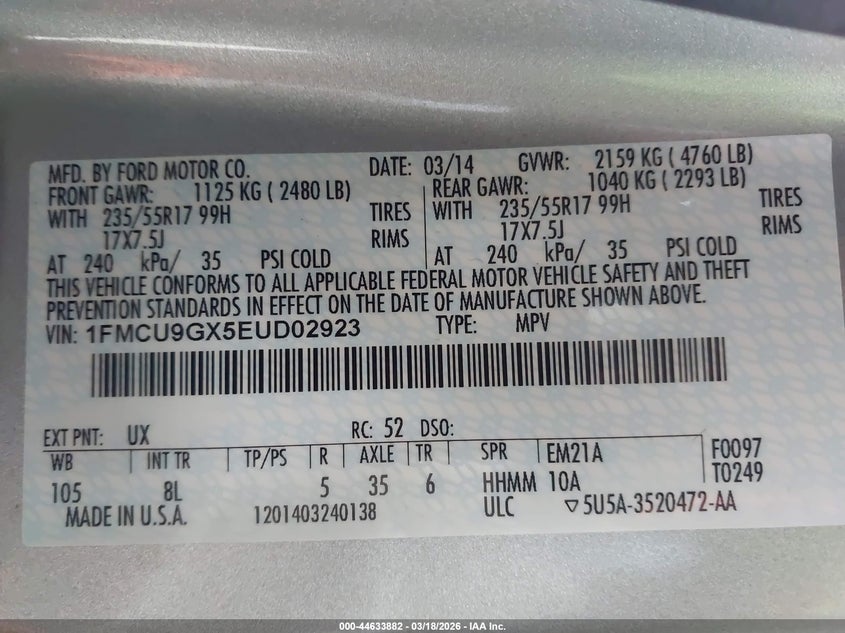 MFD. BY FORD MOTOR CO. DATE: 03/14 GVWR: 2159 KG ( 4760 LB)
FRONT GAWR: 1125 KG ( 2480 LB) REAR GAWR: 1040 KG ( 2293 LB)
WITH 235/55R17 99H TIRES WITH 235/55R17 99H TIRES
17X7.5J RIMS 17X7.5J RIMS
AT 240 kPa/ 35 PSI COLD AT 240 kPa/ 35 PSI COLD
THIS VEHICLE CONFORMS TO ALL APPLICABLE FEDERAL MOTOR VEHICLE SAFETY AND THEFT
PREVENTION STANDARDS IN EFFECT ON THE DATE OF MANUFACTURE SHOWN ABOVE.
VIN: 1FMCU9GX5EUD02923 TYPE: MPV
EXT PNT: UX RC: 52 DSO:
WB INT TR TP/PS R AXLE TR SPR EM21A F0097
105 8L 5 35 6 HHMM 10A T0249
MADE IN U.S.A. 1201403240138 ULC ▽5U5A-3520472-AA
000-44633882 / 03/18/2026 – IAA Inc.